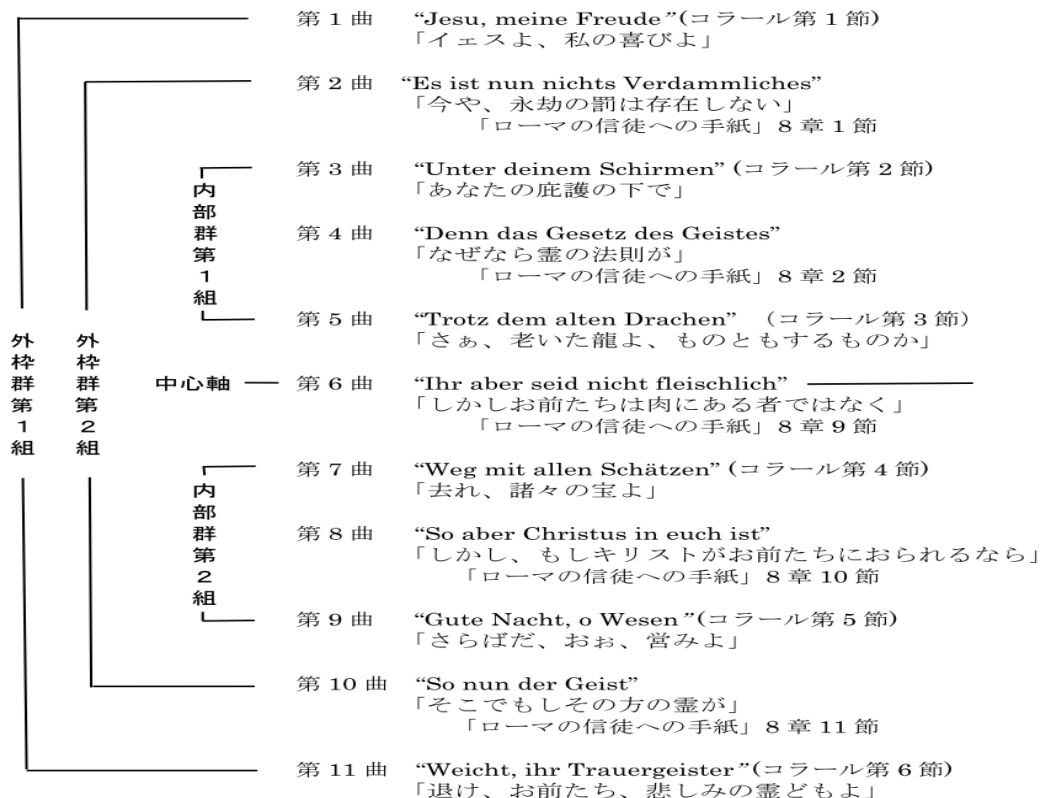 第 1 曲 “Jesu, meine Freude”(コラール第 1 節)
「イェスよ、私の喜びよ」
第 2 曲 “Es ist nun nichts Verdammliches”
「今や、永劫の罰は存在しない」
「ローマの信徒への手紙」8 章 1 節
内部群第1組
第 3 曲 “Unter deinem Schirmen” (コラール第 2 節)
「あなたの庇護の下で」
第 4 曲 “Denn das Gesetz des Geistes”
「なぜなら霊の法則が」
「ローマの信徒への手紙」8 章 2 節
第 5 曲 “Trotz dem alten Drachen” (コラール第 3 節)
「さぁ、老いた龍よ、ものともするものか」
外枠群第1組
外枠群第2組
中心軸
第 6 曲 “Ihr aber seid nicht fleischlich”
「しかしお前たちは肉にある者ではなく」
「ローマの信徒への手紙」8 章 9 節
内部群第2組
第 7 曲 “Weg mit allen Schätzen” (コラール第 4 節)
「去れ、諸々の宝よ」
第 8 曲 “So aber Christus in euch ist”
「しかし、もしキリストがお前たちにおられるなら」
「ローマの信徒への手紙」8 章 10 節
第 9 曲 “Gute Nacht, o Wesen”(コラール第 5 節)
「さらばだ、おぉ、営みよ」
第 10 曲 “So nun der Geist”
「そこでもしその方の霊が」
「ローマの信徒への手紙」8 章 11 節
第 11 曲 “Weicht, ihr Trauergeister”(コラール第 6 節)
「退け、お前たち、悲しみの霊どもよ」